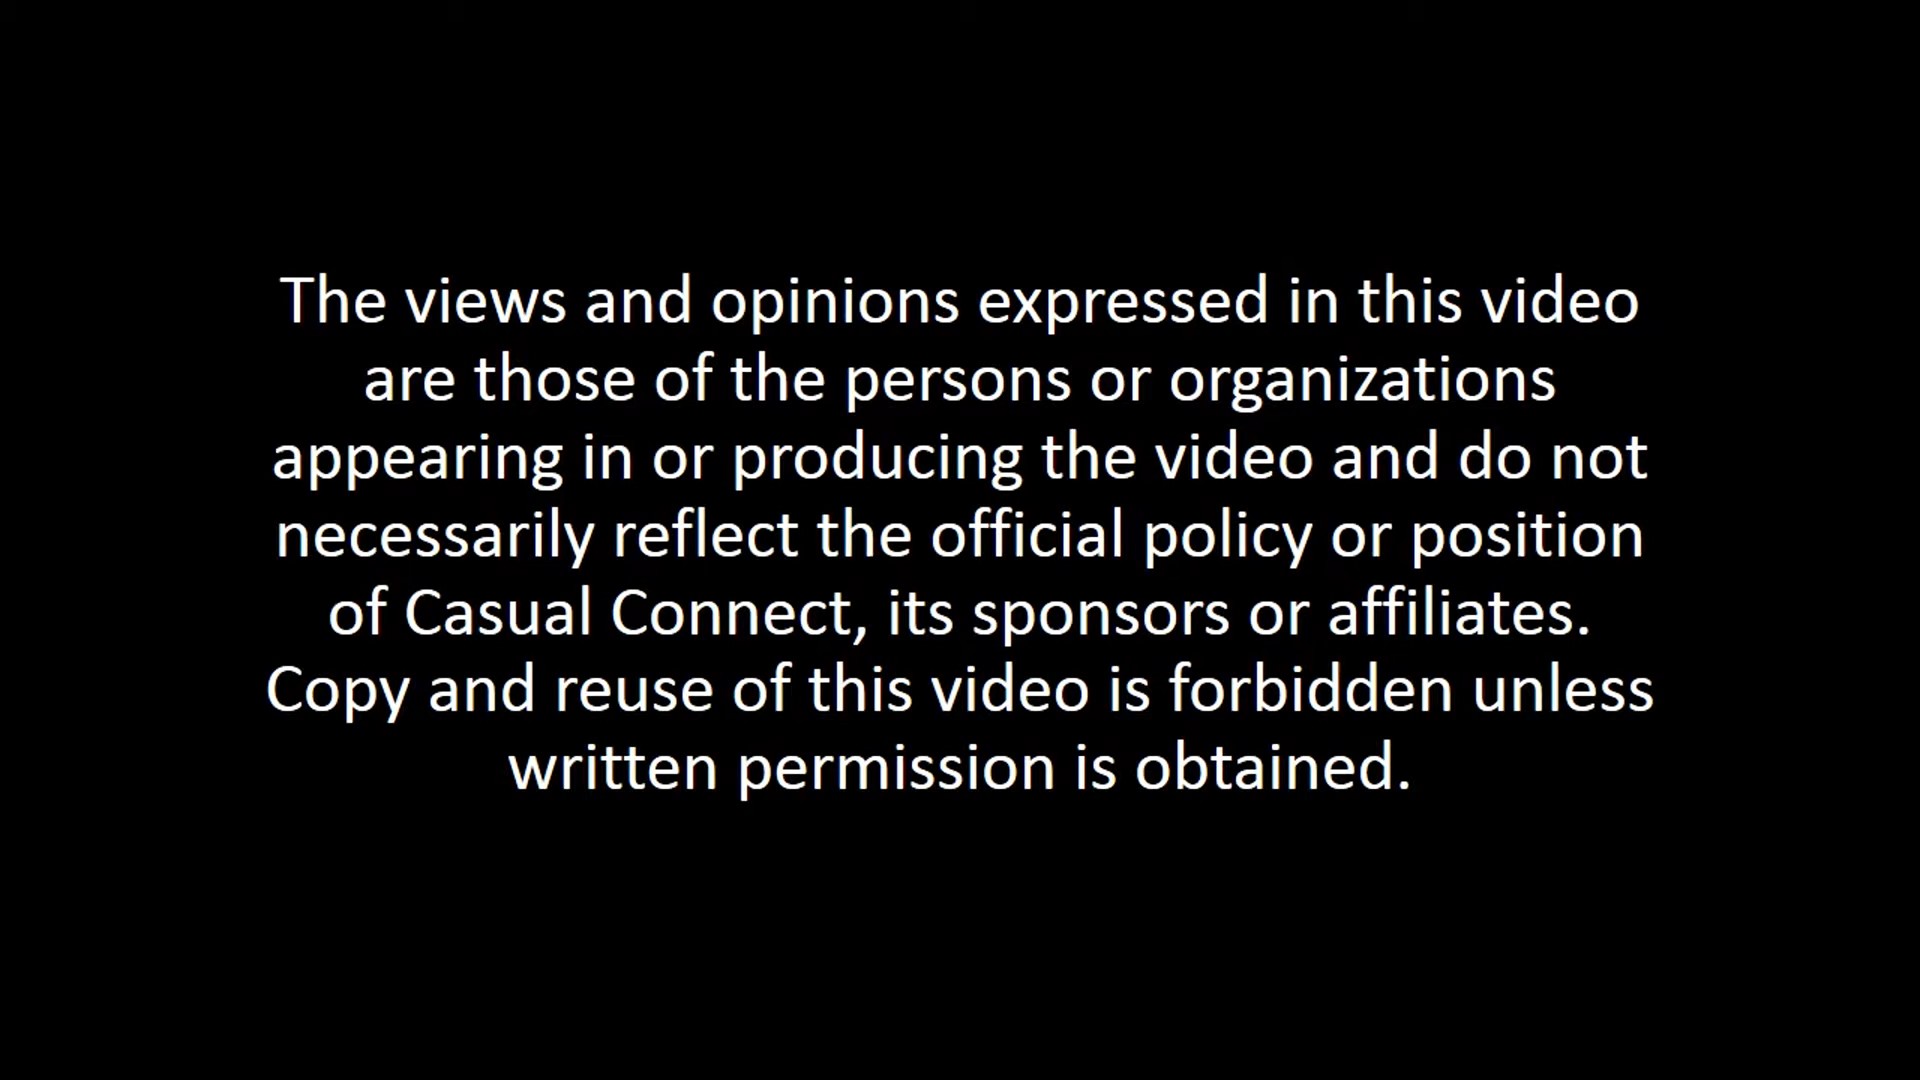 The views and opinions expressed in this video
are those of the persons or organizations
appearing in or producing the video and do not
necessarily reflect the official policy or position
of Casual Connect, its sponsors or affiliates.
Copy and reuse of this video is forbidden unless
written permission is obtained.